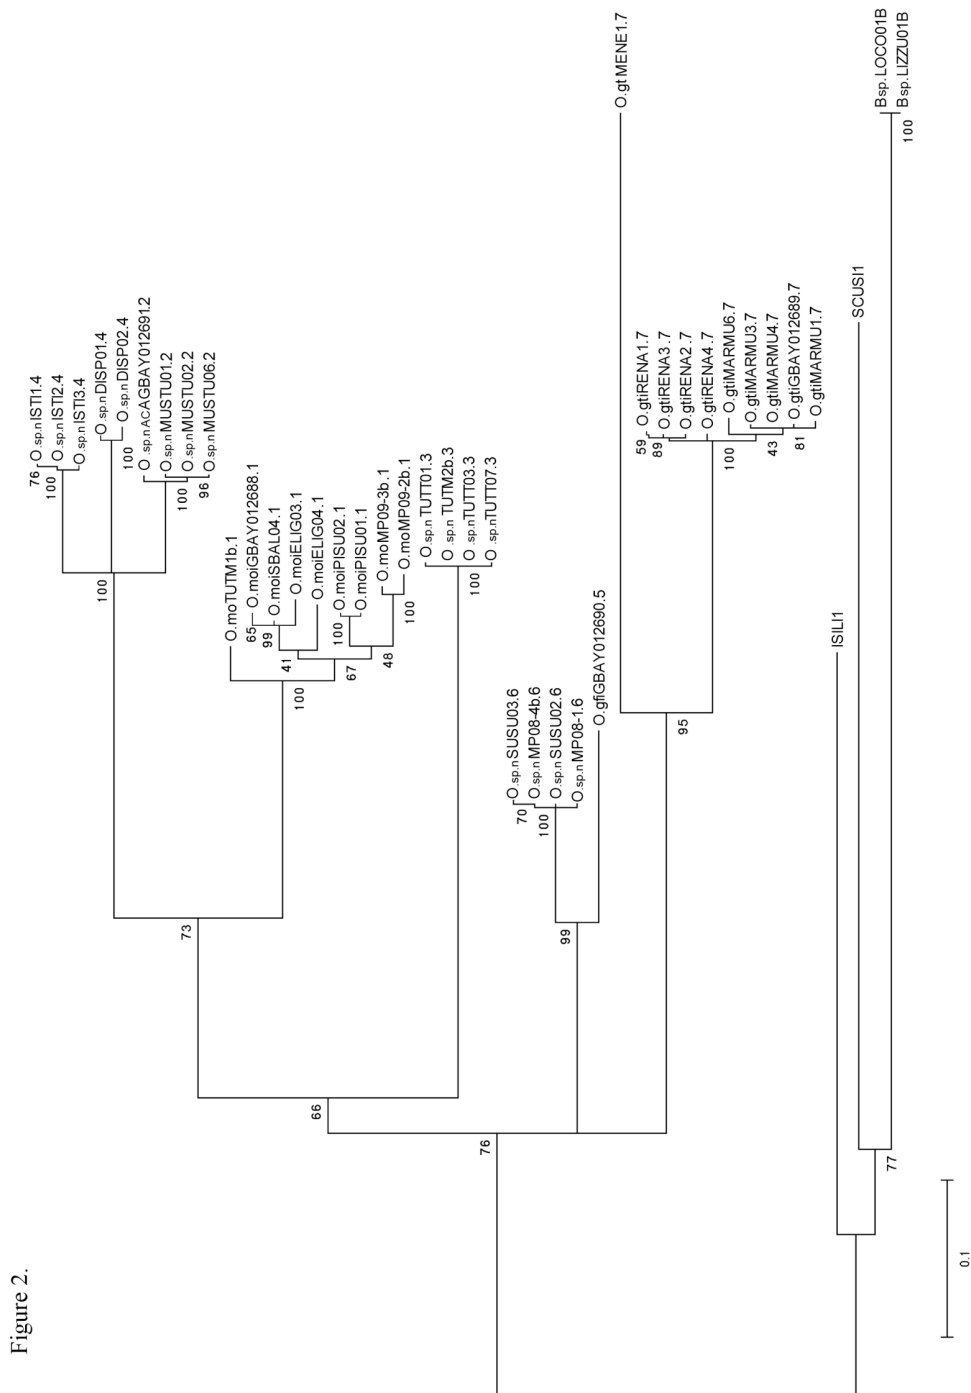 Figure 2.
O.sp.nISTI1.4
O.sp.nISTI2.4
O.sp.nISTI3.4
76
100
O.sp.nDISP01.4
O.sp.nDISP02.4
100
100
O.sp.nACAGBAY012691.2
O.sp.nMUSTU01.2
O.sp.nMUSTU02.2
O.sp.nMUSTU06.2
100
96
73
O.moTUTM1b.1
O.moiGBAY012688.1
O.moiSBAL04.1
O.moiELIG03.1
O.moiELIG04.1
65
99
41
100
O.moiPISU02.1
O.moiPISU01.1
100
67
O.moMP09-3b.1
O.moMP09-2b.1
100
48
66
O.sp.nTUTT01.3
O.sp.nTUTM2b.3
O.sp.nTUTT03.3
O.sp.nTUTT07.3
100
76
O.sp.nSUSU03.6
O.sp.nMP08-4b.6
O.sp.nSUSU02.6
O.sp.nMP08-1.6
70
100
99
O.gfiGBAY012690.5
O.gtMENE1.7
95
O.gtiRENA1.7
O.gtiRENA3.7
O.gtiRENA2.7
O.gtiRENA4.7
59
89
O.gtiMARMU6.7
O.gtiMARMU3.7
O.gtiMARMU4.7
O.gtiGBAY012689.7
O.gtiMARMU1.7
100
43
81
ISILI1
SCUSI1
77
Bsp.LOCO01B
Bsp.LIZZU01B
100
0.1